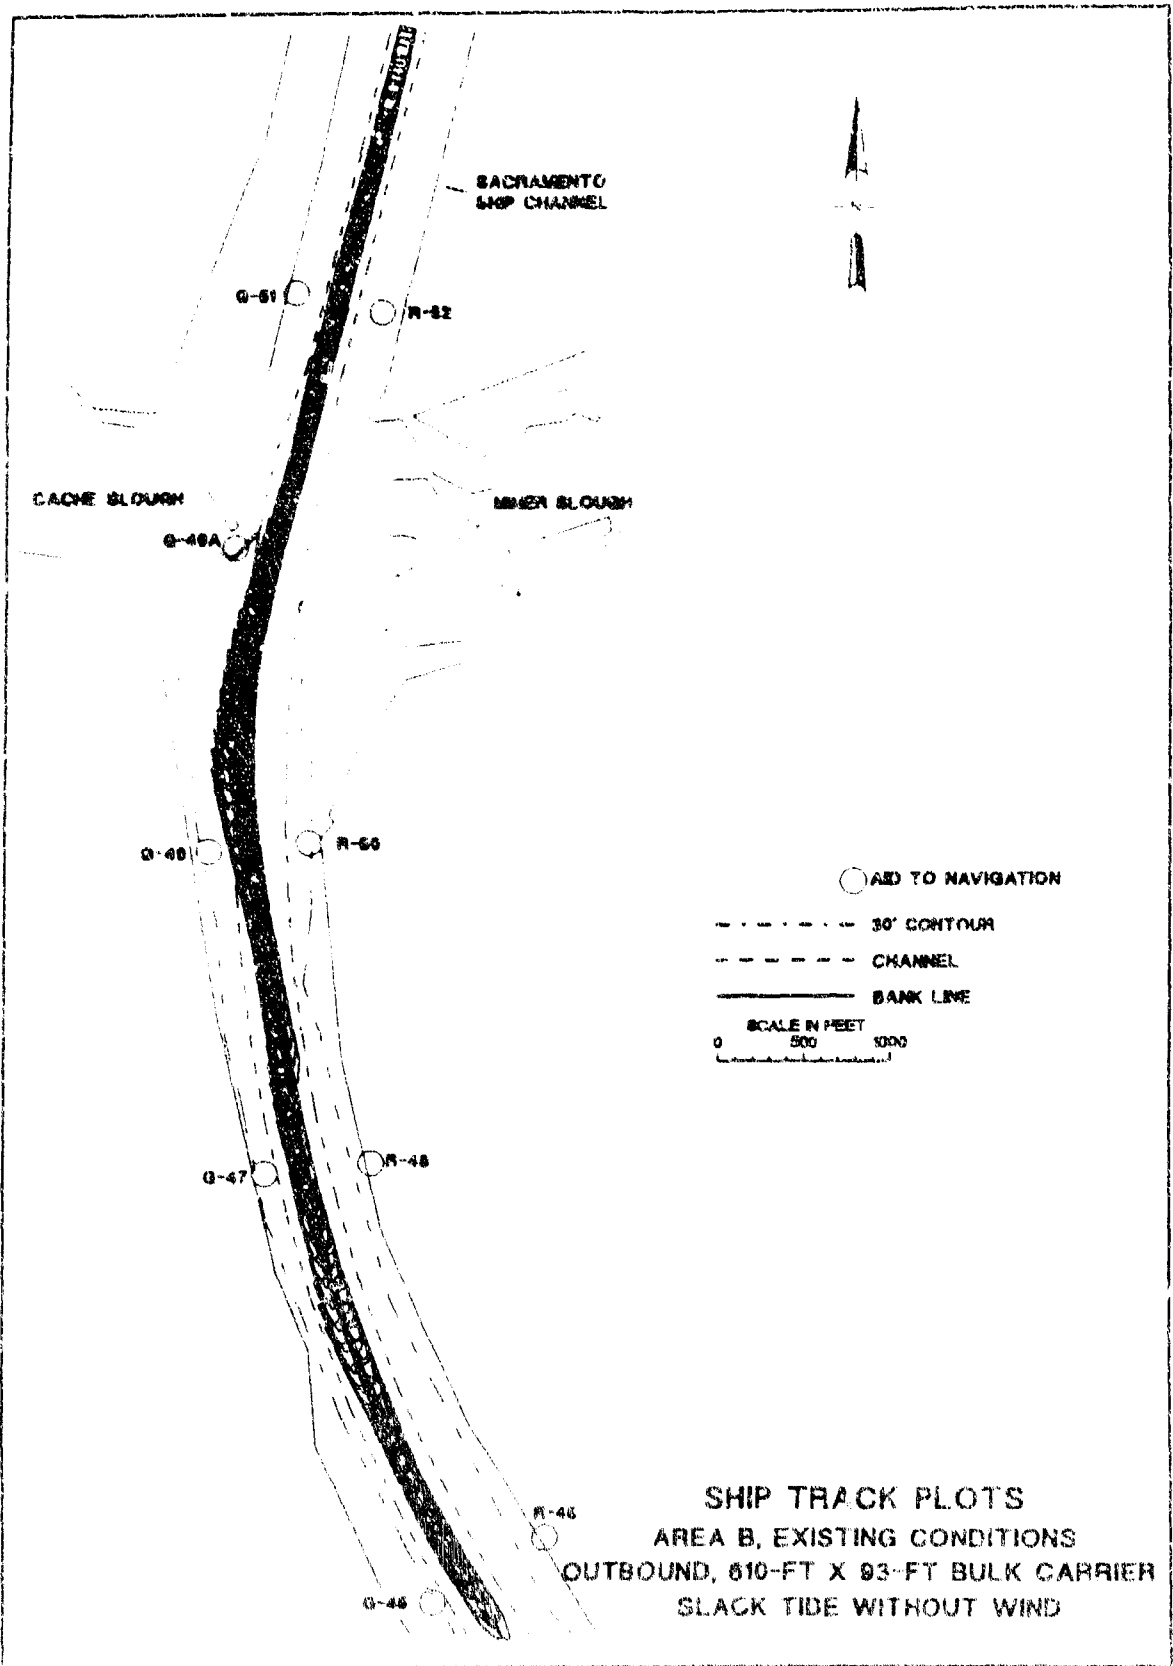 SACRAMENTO
SHIP CHANNEL
G-51
R-52
CACHE SLOUGH
MINER SLOUGH
G-49A
R-50
AID TO NAVIGATION
30' CONTOUR
CHANNEL
BANK LINE
SCALE IN FEET
0 500 1000
G-47
R-48
R-46
SHIP TRACK PLOTS
AREA B, EXISTING CONDITIONS
OUTBOUND, 610-FT X 93-FT BULK CARRIER
SLACK TIDE WITHOUT WIND